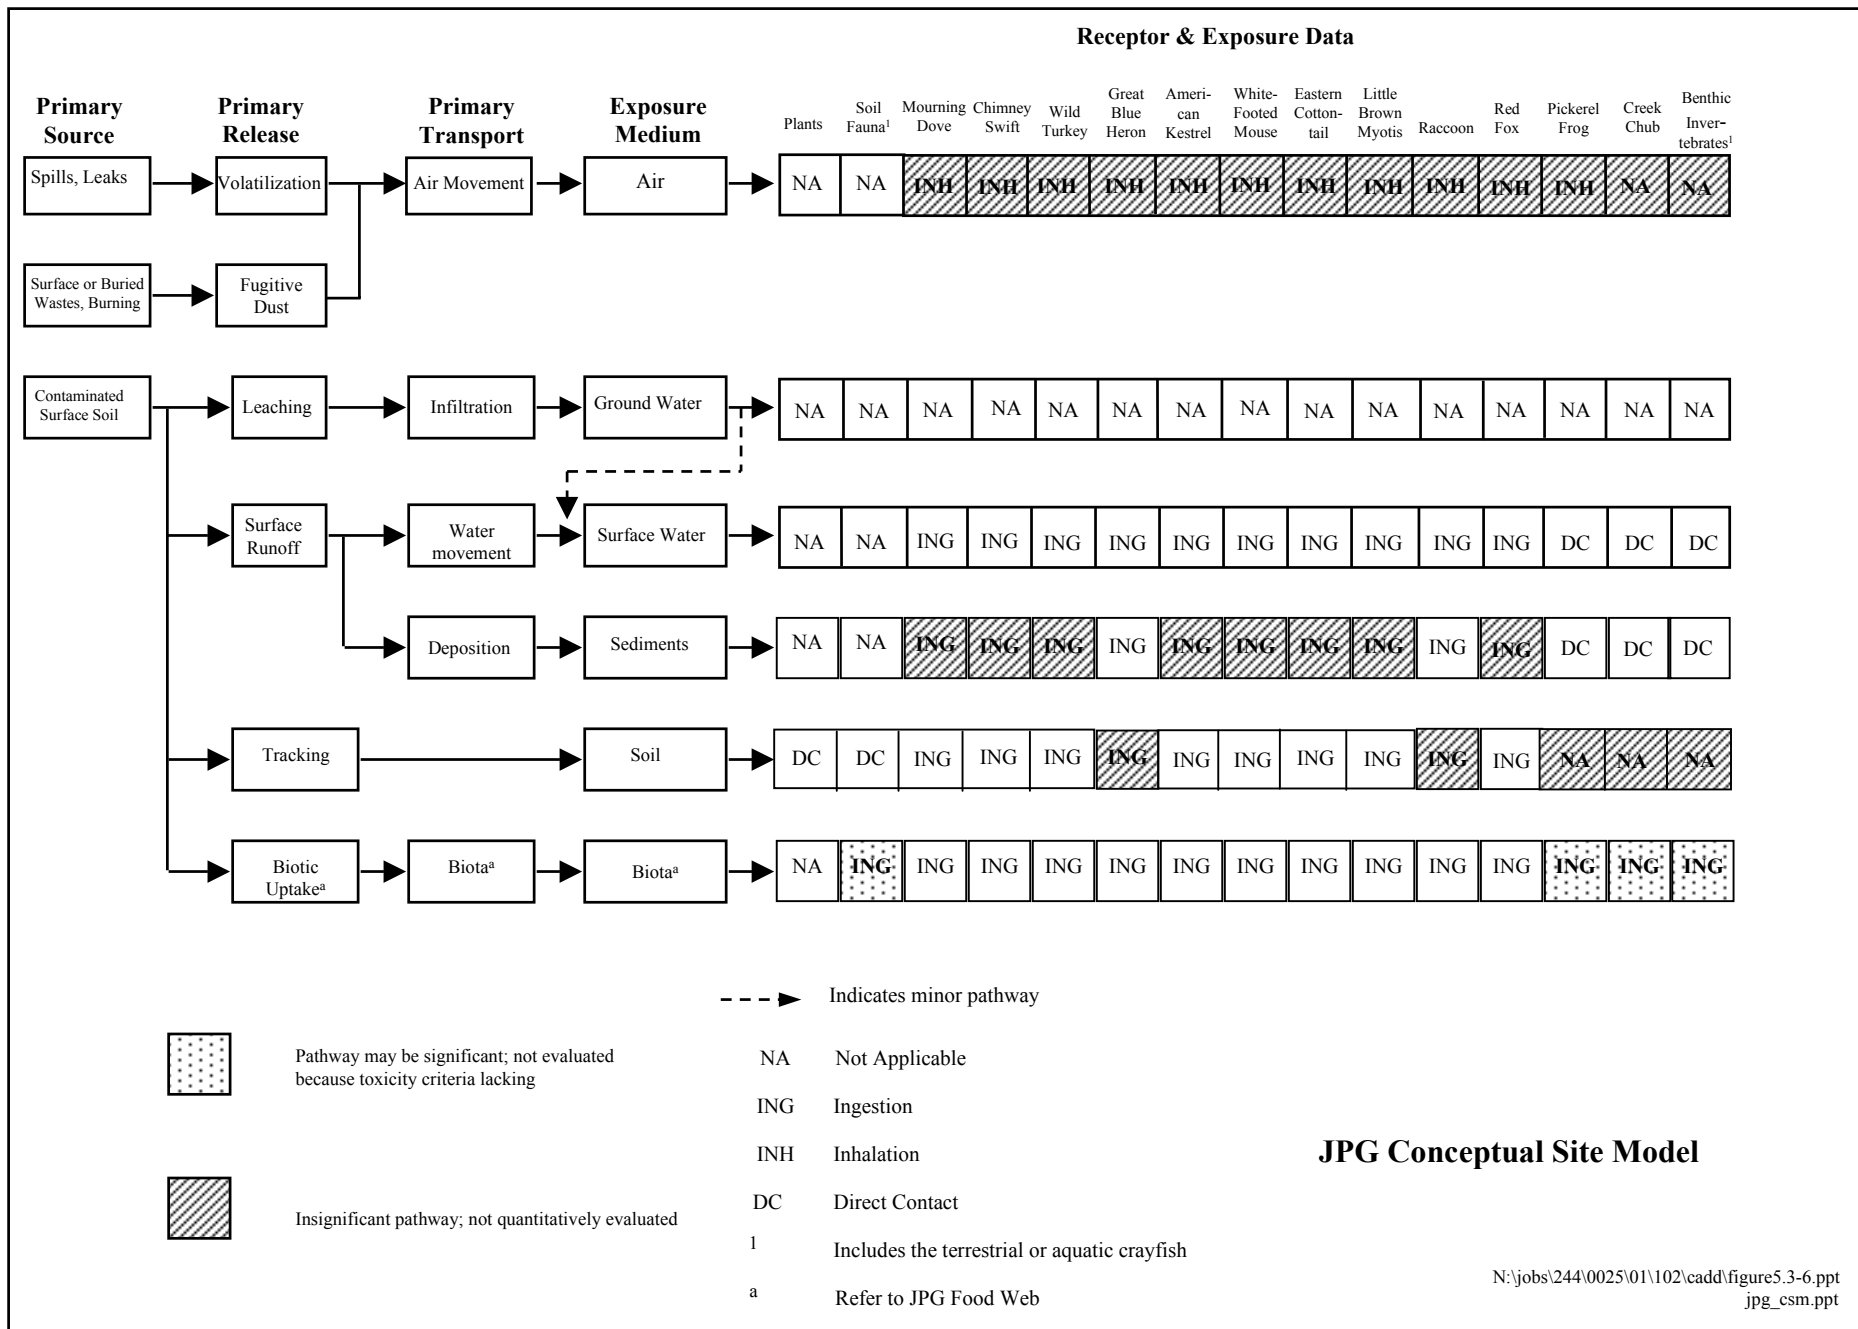 Receptor & Exposure Data
Primary
Source
Primary
Release
Primary
Transport
Exposure
Medium
Plants
Soil
Fauna1
Mourning
Dove
Chimney
Swift
Wild
Turkey
Great
Blue
Heron
Ameri-
can
Kestrel
White-
Footed
Mouse
Eastern
Cotton-
tail
Little
Brown
Myotis
Raccoon
Red
Fox
Pickerel
Frog
Creek
Chub
Benthic
Inver-
tebrates1
Spills, Leaks
Volatilization
Air Movement
Air
NA NA INH INH INH INH INH INH INH INH INH INH INH NA NA
Surface or Buried
Wastes, Burning
Fugitive
Dust
Contaminated
Surface Soil
Leaching
Infiltration
Ground Water
NA NA NA NA NA NA NA NA NA NA NA NA NA NA NA
Surface
Runoff
Water
movement
Surface Water
NA NA ING ING ING ING ING ING ING ING ING ING DC DC DC
Deposition
Sediments
NA NA ING ING ING ING ING ING ING ING ING ING DC DC DC
Tracking
Soil
DC DC ING ING ING ING ING ING ING ING ING ING NA NA NA
Biotic
Uptakea
Biotaa
Biotaa
NA ING ING ING ING ING ING ING ING ING ING ING ING ING ING
Indicates minor pathway
Pathway may be significant; not evaluated
because toxicity criteria lacking
NA Not Applicable
ING Ingestion
INH Inhalation
JPG Conceptual Site Model
Insignificant pathway; not quantitatively evaluated
DC Direct Contact
1 Includes the terrestrial or aquatic crayfish
a Refer to JPG Food Web
N:\jobs\244\0025\01\102\cadd\figure5.3-6.ppt
jpg_csm.ppt